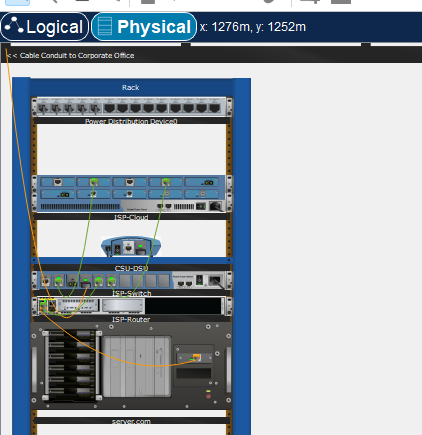 Logical Physical x: 1276m, y: 1252m
<< Cable Conduit to Corporate Office
Rack
Power Distribution Device0
ISP-Cloud
CSU-DSU
ISP-Switch
ISP-Router
server.com